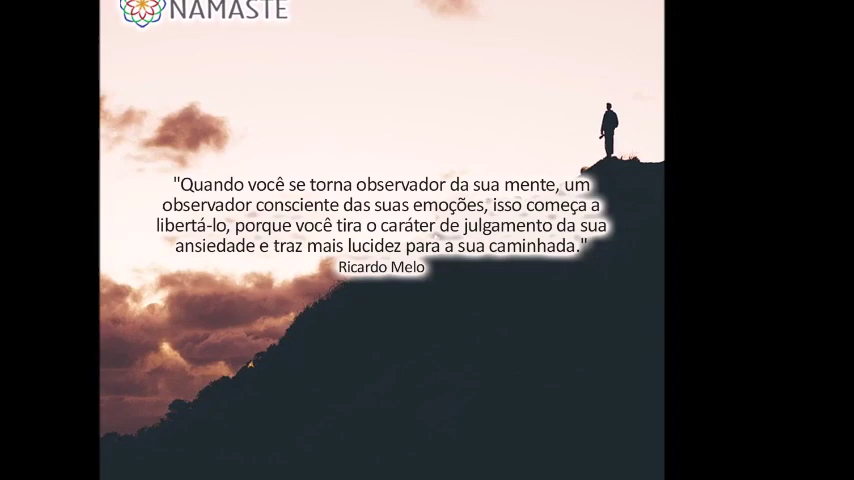 NAMASTÊ
"Quando você se torna observador da sua mente, um
observador consciente das suas emoções, isso começa a
libertá-lo, porque você tira o caráter de julgamento da sua
ansiedade e traz mais lucidez para a sua caminhada."
Ricardo Melo